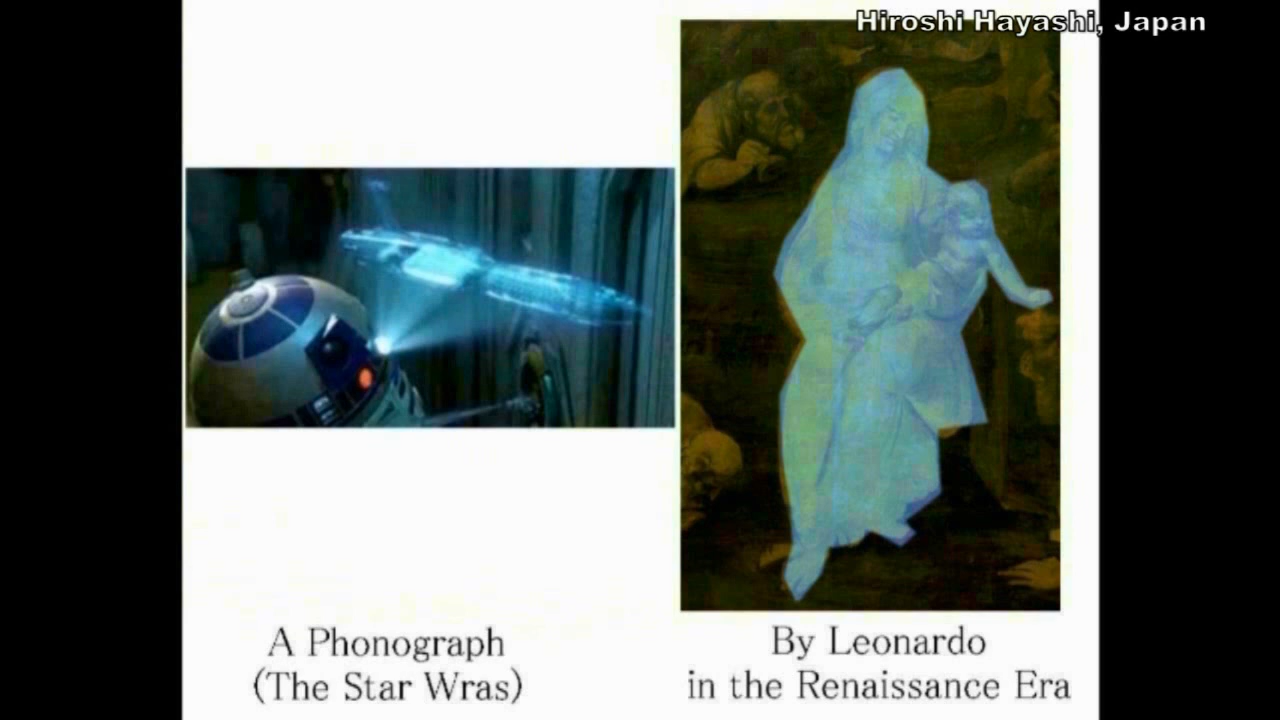 Hiroshi Hayashi, Japan
A Phonograph
(The Star Wras)
By Leonardo
in the Renaissance Era